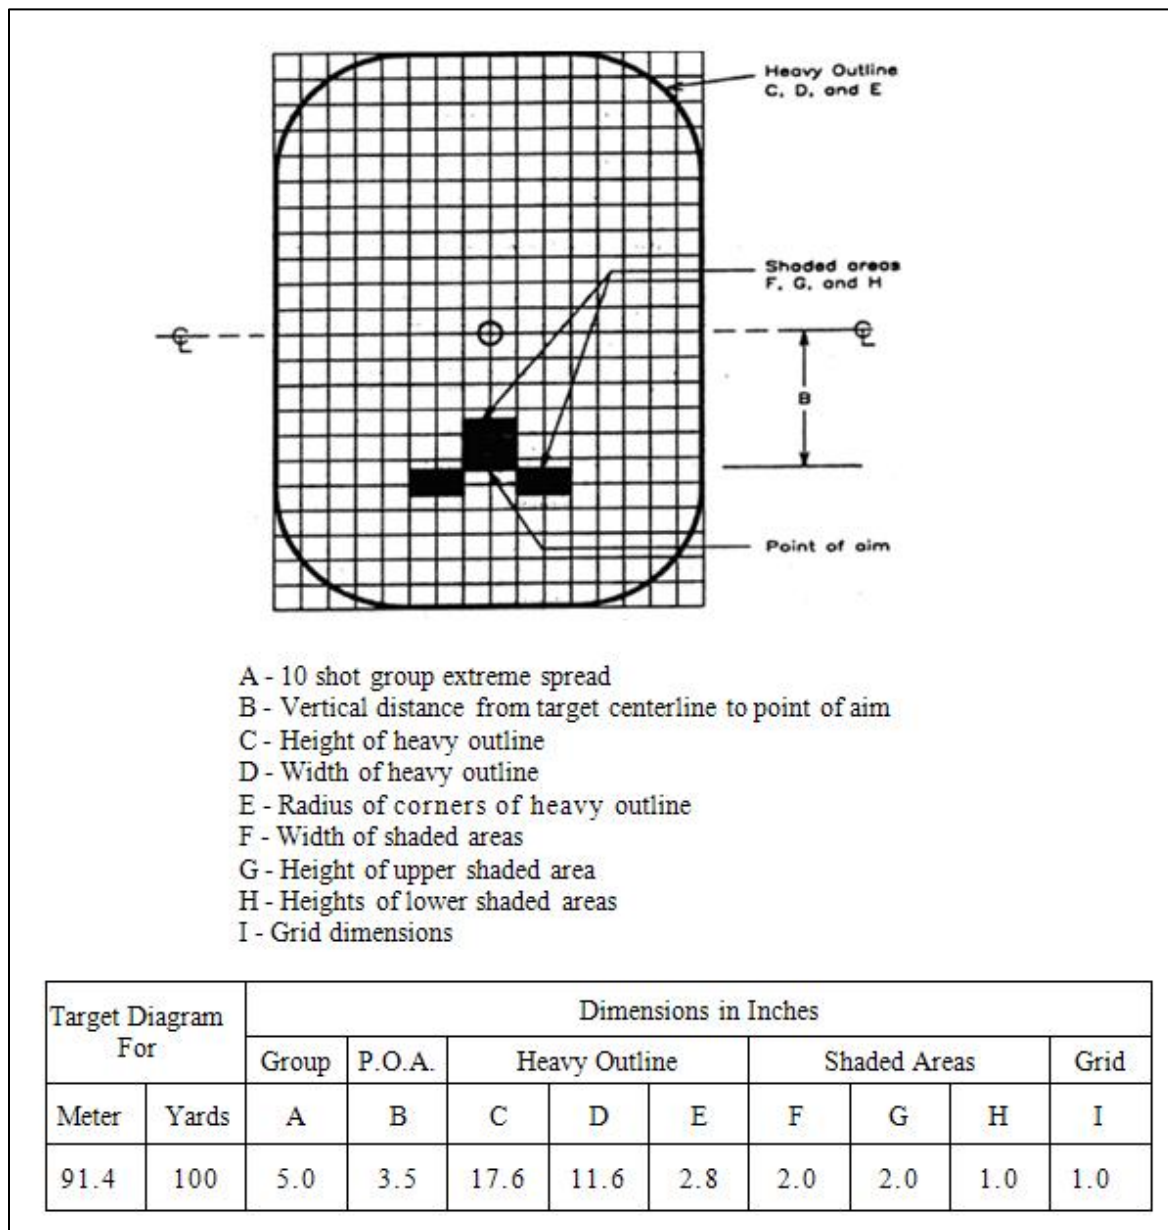 Heavy Outline
C, D, and E
Shaded areas
F, G, and H
℄ ℄
B
Point of aim
A - 10 shot group extreme spread
B - Vertical distance from target centerline to point of aim
C - Height of heavy outline
D - Width of heavy outline
E - Radius of corners of heavy outline
F - Width of shaded areas
G - Height of upper shaded area
H - Heights of lower shaded areas
I - Grid dimensions
Target Diagram For Dimensions in Inches
Group P.O.A. Heavy Outline Shaded Areas Grid
Meter Yards A B C D E F G H I
91.4 100 5.0 3.5 17.6 11.6 2.8 2.0 2.0 1.0 1.0